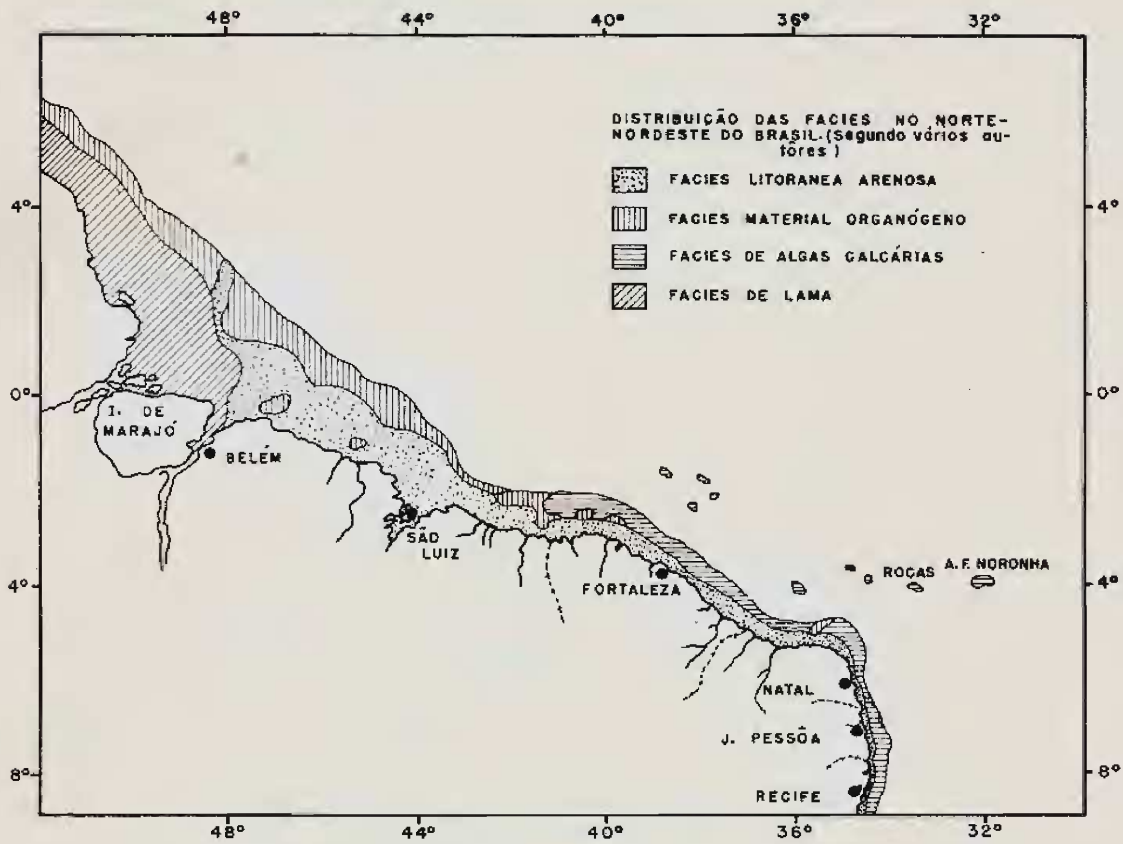 48° 44° 40° 36° 32°
DISTRIBUIÇÃO DAS FACIES NO NORTE-
NORDESTE DO BRASIL.(Segundo vários au-
tôres)
FACIES LITORANEA ARENOSA
4° FACIES MATERIAL ORGANÓGENO 4°
FACIES DE ALGAS CALCÁRIAS
FACIES DE LAMA
0° 0°
I. DE
MARAJÓ
BELÉM
SÃO
LUIZ
4° FORTALEZA ROCAS A.F. NORONHA 4°
NATAL
J. PESSÔA
8° 8°
RECIFE
48° 44° 40° 36° 32°